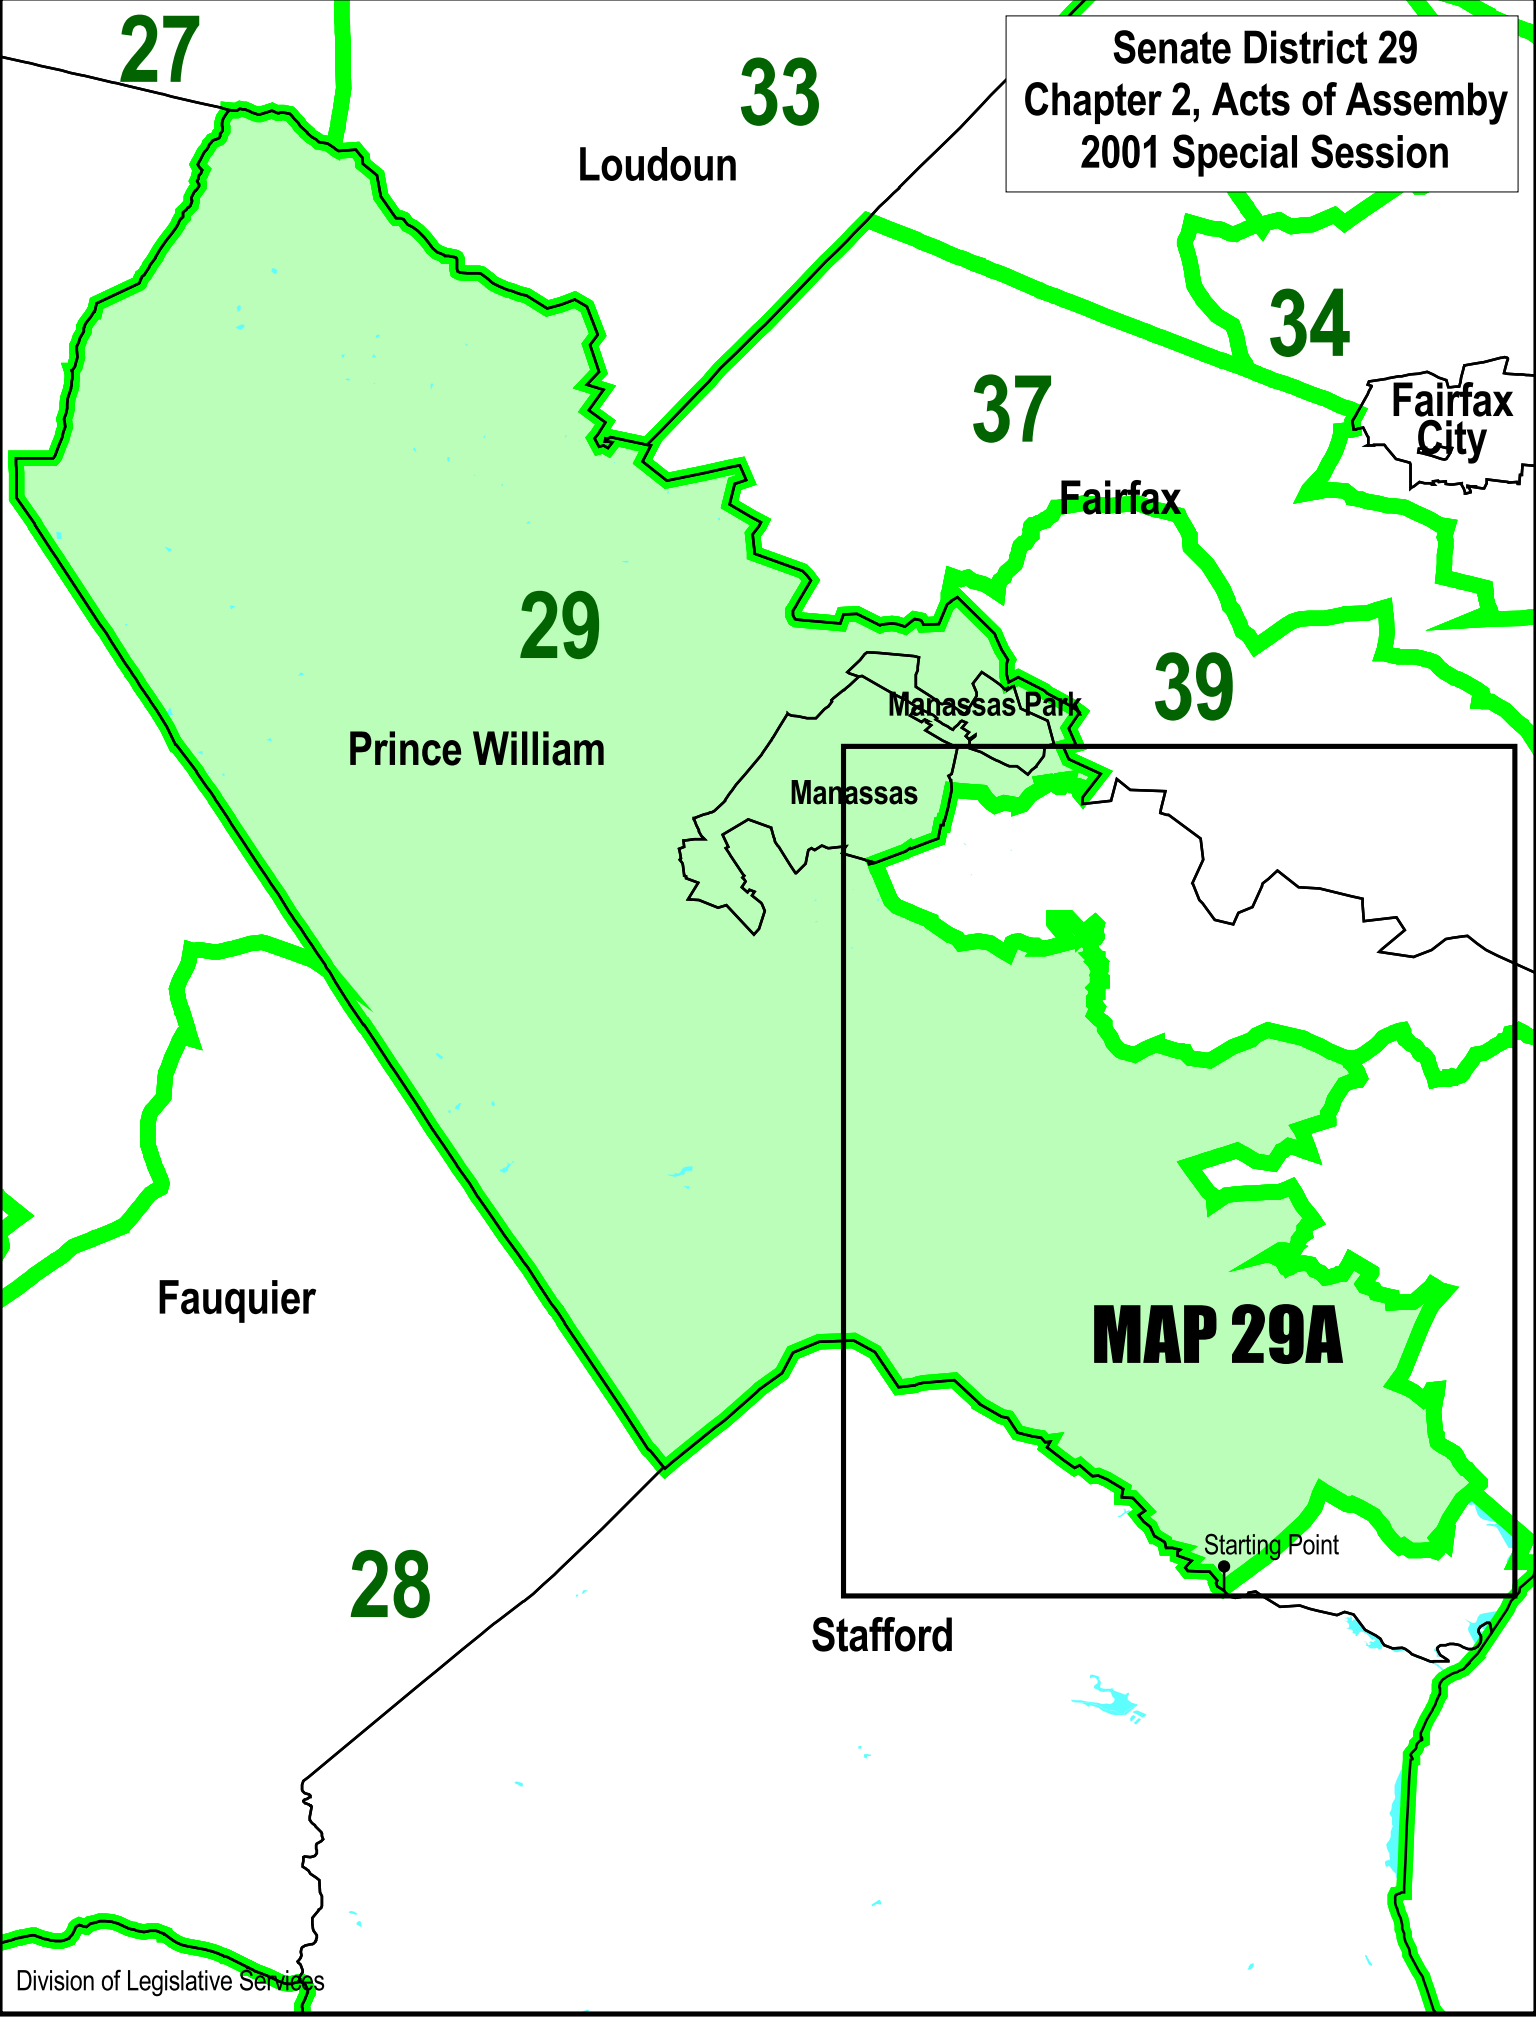 27
33
Senate District 29
Chapter 2, Acts of Assemby
2001 Special Session
Loudoun
34
37
Fairfax
City
Fairfax
29
39
Manassas Park
Prince William
Manassas
Fauquier
MAP 29A
Starting Point
28
Stafford
Division of Legislative Services